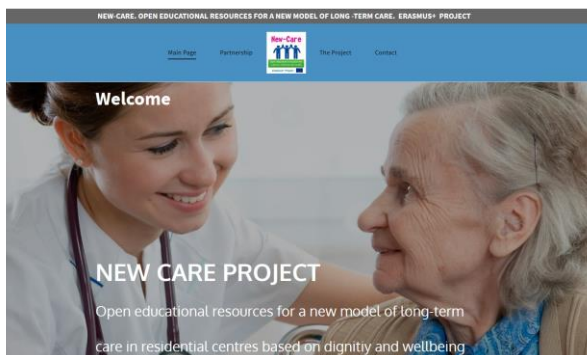 NEW-CARE. OPEN EDUCATIONAL RESOURCES FOR A NEW MODEL OF LONG -TERM CARE. ERASMUS+ PROJECT
Main Page
Partnership
New-Care
The Project
Contact
Welcome
NEW CARE PROJECT
Open educational resources for a new model of long-term
care in residential centres based on dignitiy and wellbeing